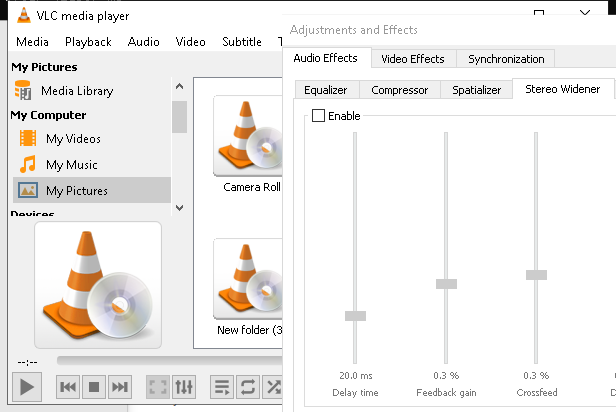 VLC media player
Media Playback Audio Video Subtitle
My Pictures
Media Library
My Computer
My Videos
My Music
My Pictures
Devices
Camera Roll
New folder (3
--:--
Adjustments and Effects
Audio Effects Video Effects Synchronization
Equalizer Compressor Spatializer Stereo Widener
Enable
20.0 ms 0.3 % 0.3 %
Delay time Feedback gain Crossfeed